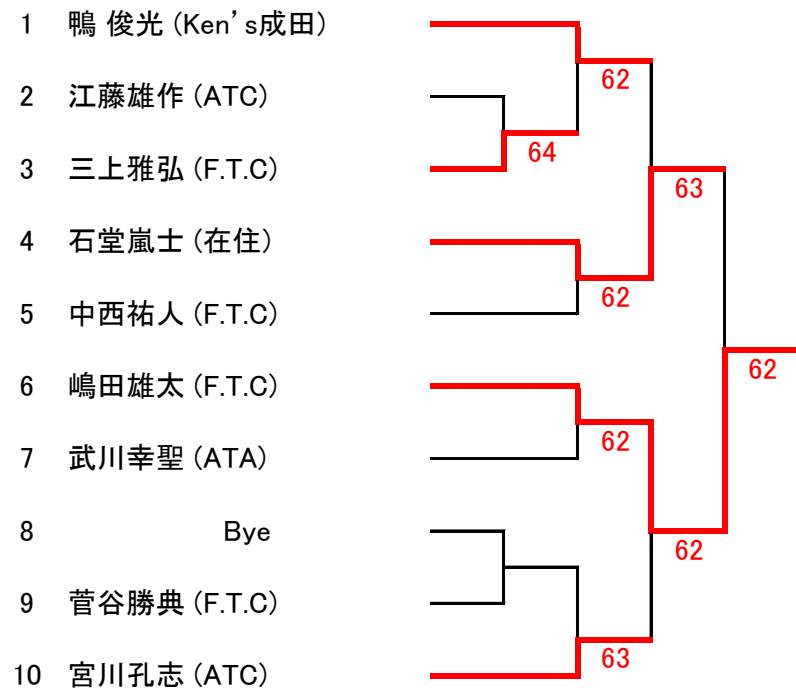 1 鴨 俊光 (Ken's成田)
62
2 江藤雄作 (ATC)
64
3 三上雅弘 (F.T.C)
63
4 石堂嵐士 (在住)
62
5 中西祐人 (F.T.C)
62
6 嶋田雄太 (F.T.C)
62
7 武川幸聖 (ATA)
8 Bye
62
9 菅谷勝典 (F.T.C)
63
10 宮川孔志 (ATC)